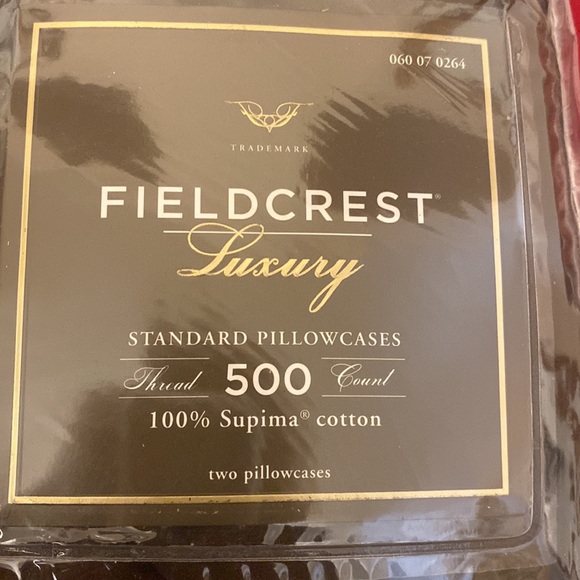 060 07 0264
TRADEMARK
FIELDCREST®
Luxury
STANDARD PILLOWCASES
Thread 500 Count
100% Supima® cotton
two pillowcases